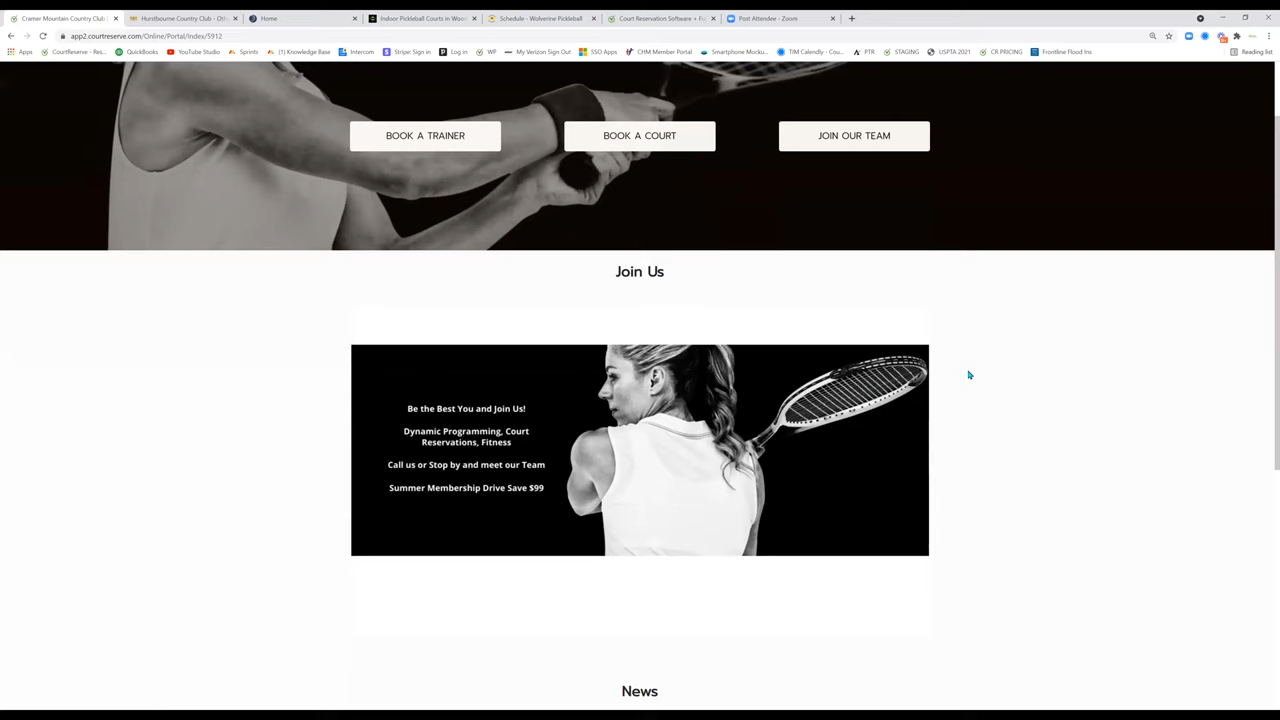 Cramer Mountain Country Club |
Hurstbourne Country Club - Oth
Home
Indoor Pickleball Courts in Woo
Schedule - Wolverine Pickleball
Court Reservation Software + Fu
Post Attendee - Zoom
app2.courtreserve.com/Online/Portal/Index/5912
Apps
CourtReserve - Res...
QuickBooks
YouTube Studio
Sprints
(1) Knowledge Base
Intercom
Stripe: Sign in
Log in
WP
My Verizon Sign Out
SSO Apps
CHM Member Portal
Smartphone Mocku...
TIM Calendly - Cou...
PTR
STAGING
USPTA 2021
CR PRICING
Frontline Flood Ins
Reading list
BOOK A TRAINER
BOOK A COURT
JOIN OUR TEAM
Join Us
Be the Best You and Join Us!
Dynamic Programming, Court
Reservations, Fitness
Call us or Stop by and meet our Team
Summer Membership Drive Save $99
News